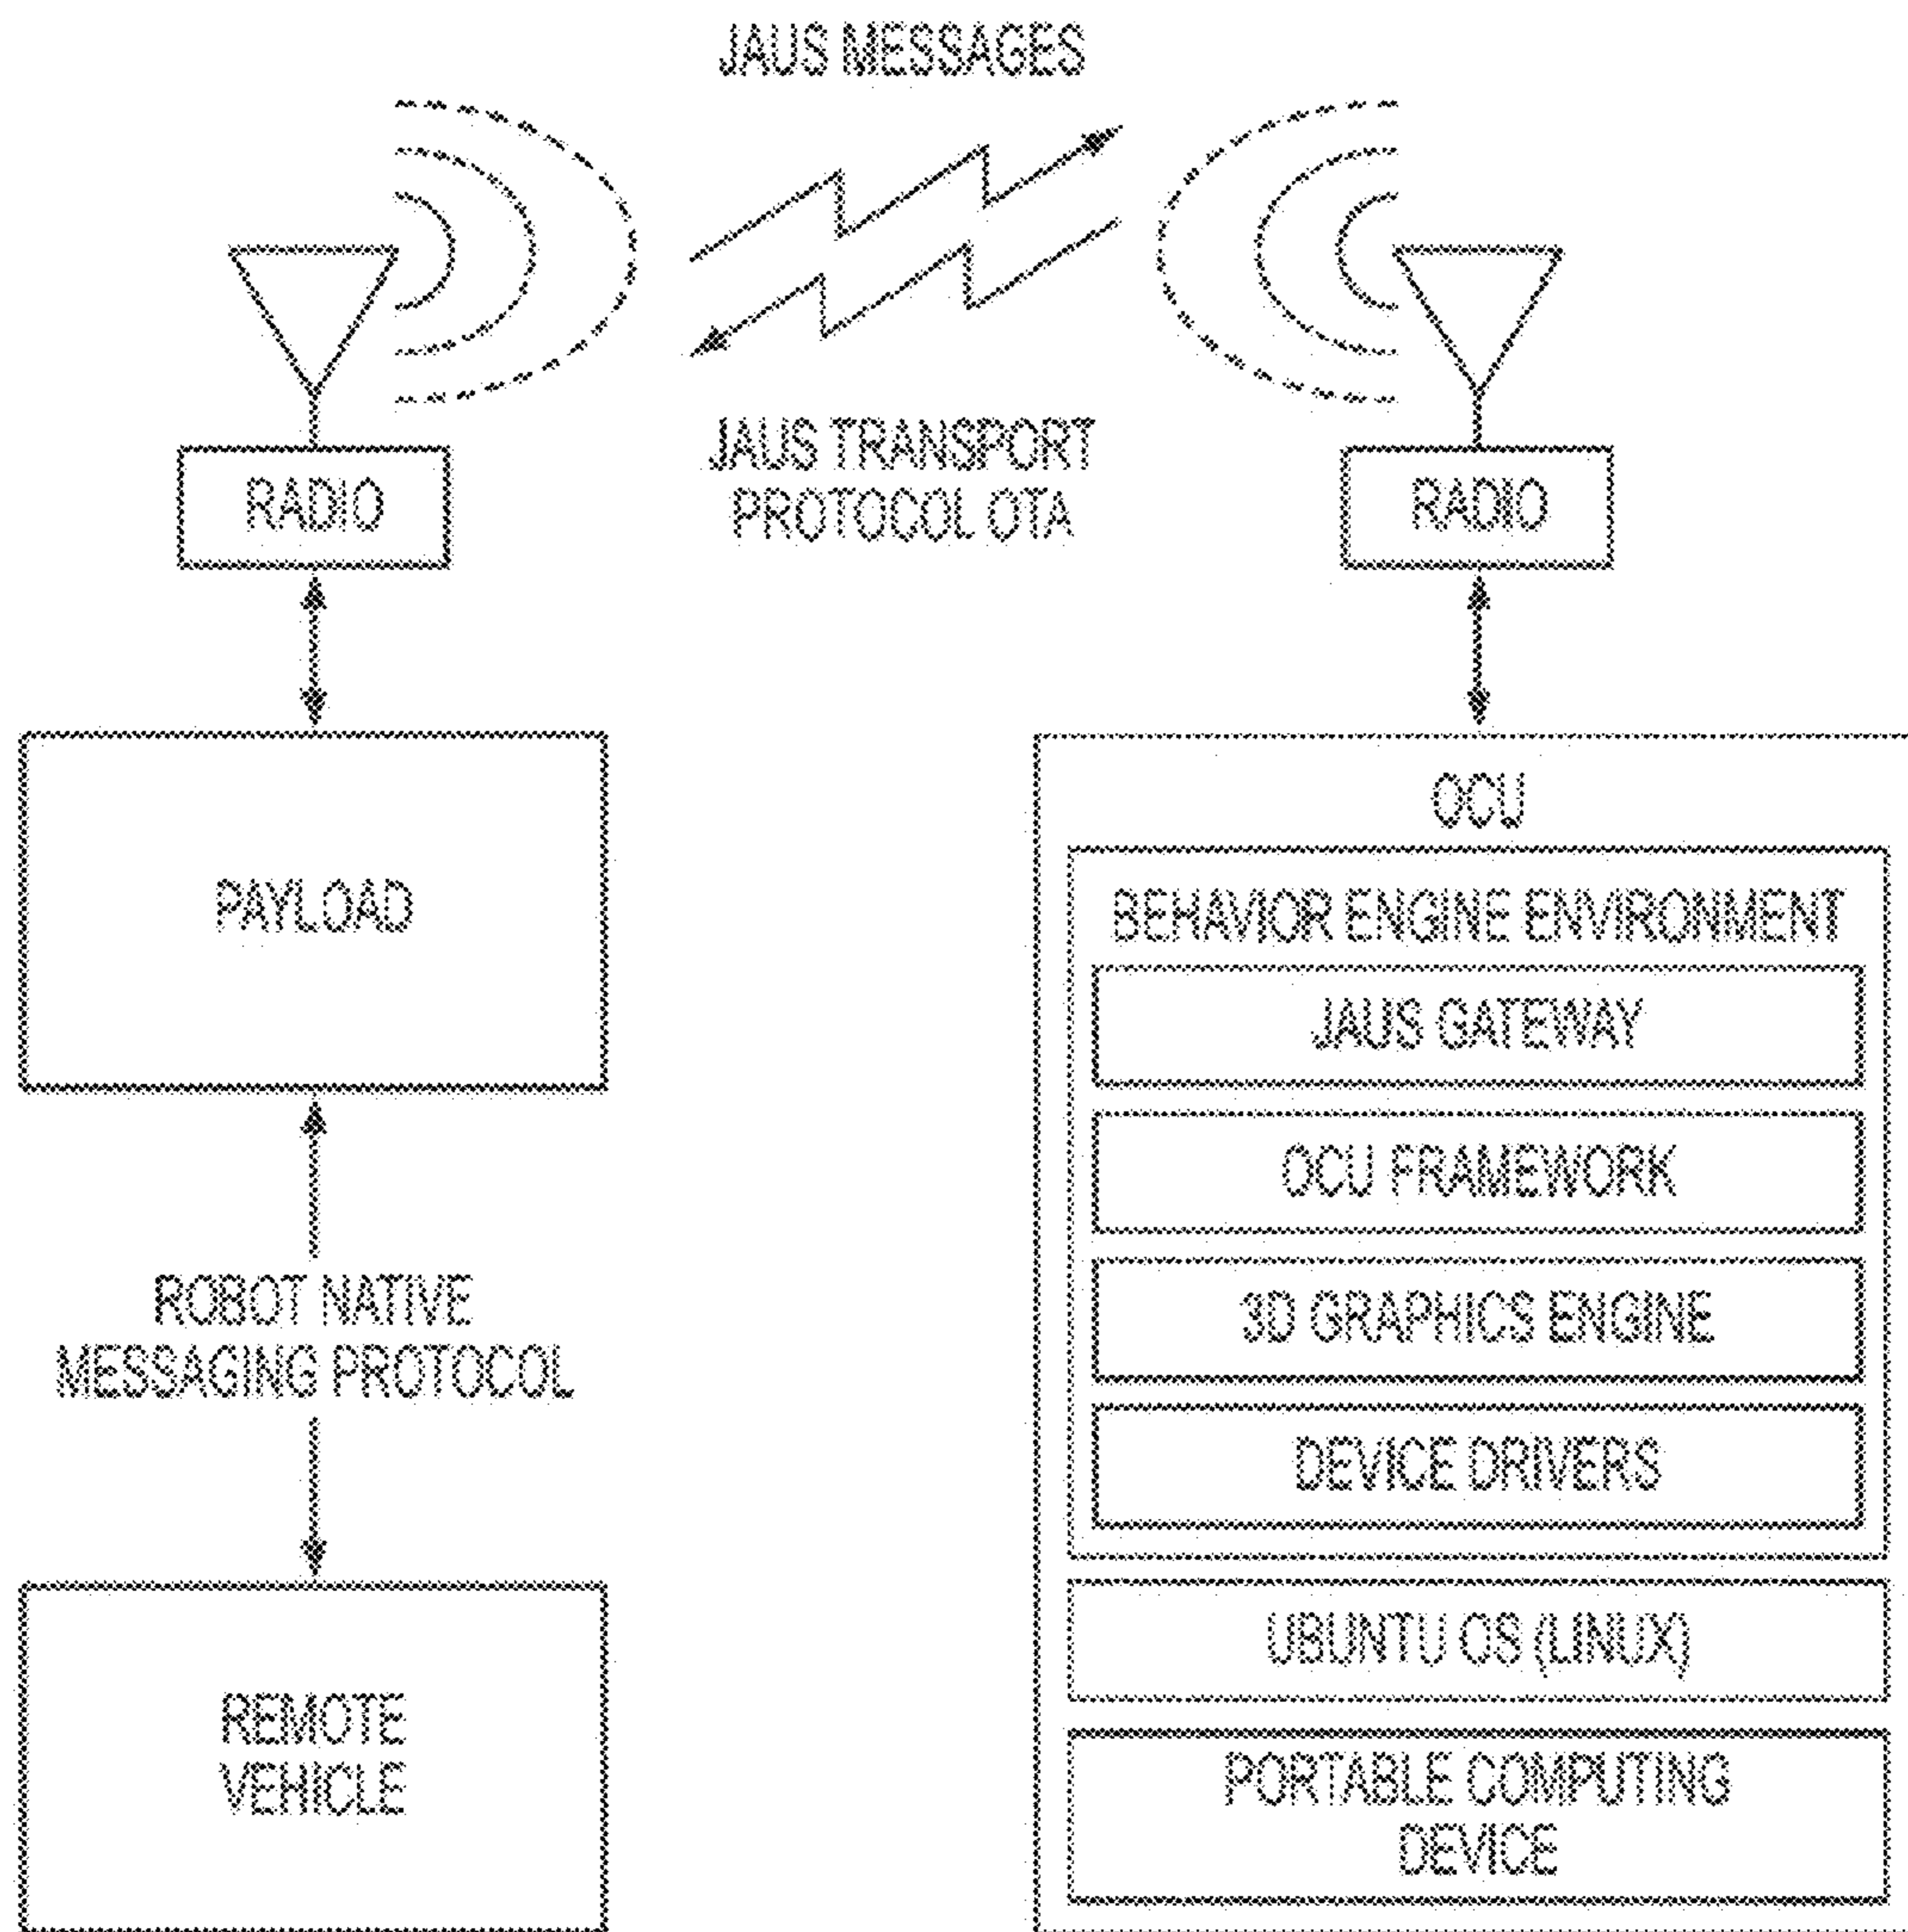 JAUS MESSAGES
JAUS TRANSPORT
PROTOCOL OTA
RADIO
RADIO
PAYLOAD
ROBOT NATIVE
MESSAGING PROTOCOL
REMOTE
VEHICLE
OCU
BEHAVIOR ENGINE ENVIRONMENT
JAUS GATEWAY
OCU FRAMEWORK
3D GRAPHICS ENGINE
DEVICE DRIVERS
UBUNTU OS (LINUX)
PORTABLE COMPUTING
DEVICE